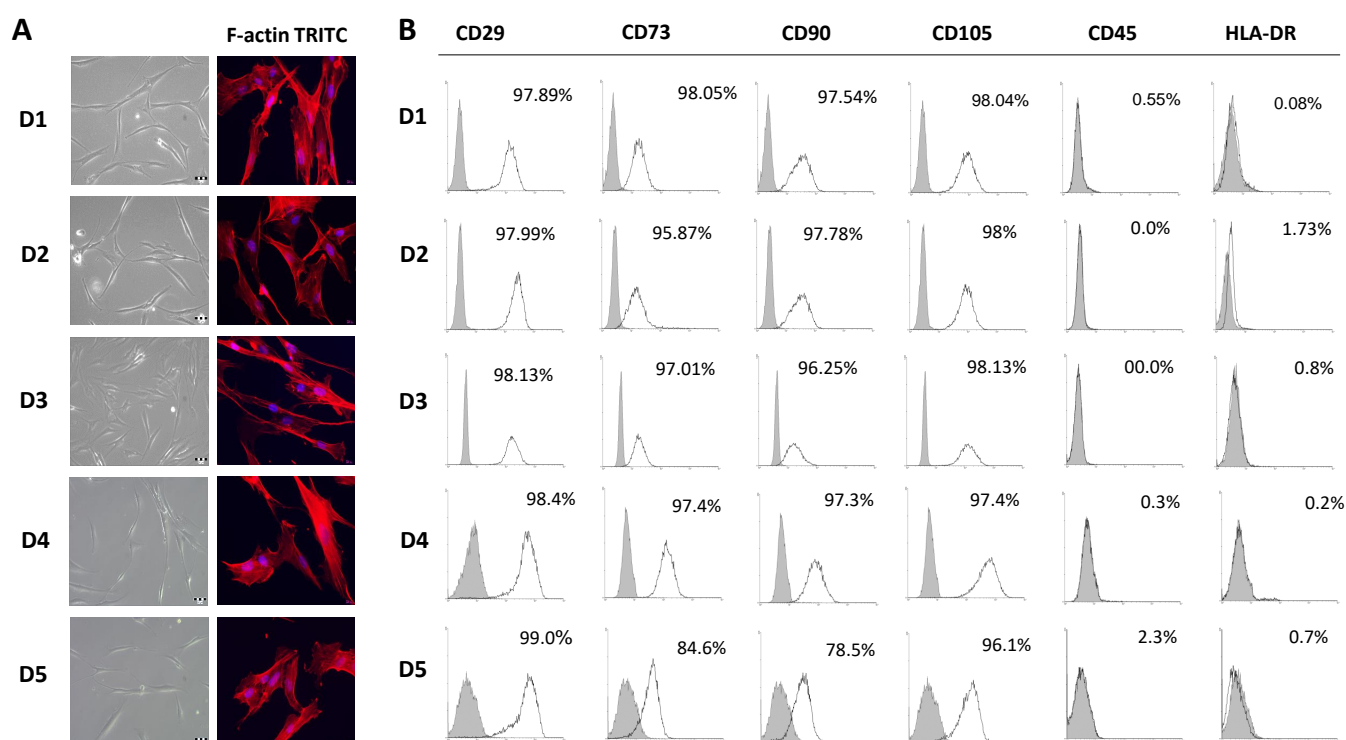 A
F-actin TRITC
B
CD29 CD73 CD90 CD105 CD45 HLA-DR
D1
97.89% 98.05% 97.54% 98.04% 0.55% 0.08%
D2
97.99% 95.87% 97.78% 98% 0.0% 1.73%
D3
98.13% 97.01% 96.25% 98.13% 00.0% 0.8%
D4
98.4% 97.4% 97.3% 97.4% 0.3% 0.2%
D5
99.0% 84.6% 78.5% 96.1% 2.3% 0.7%